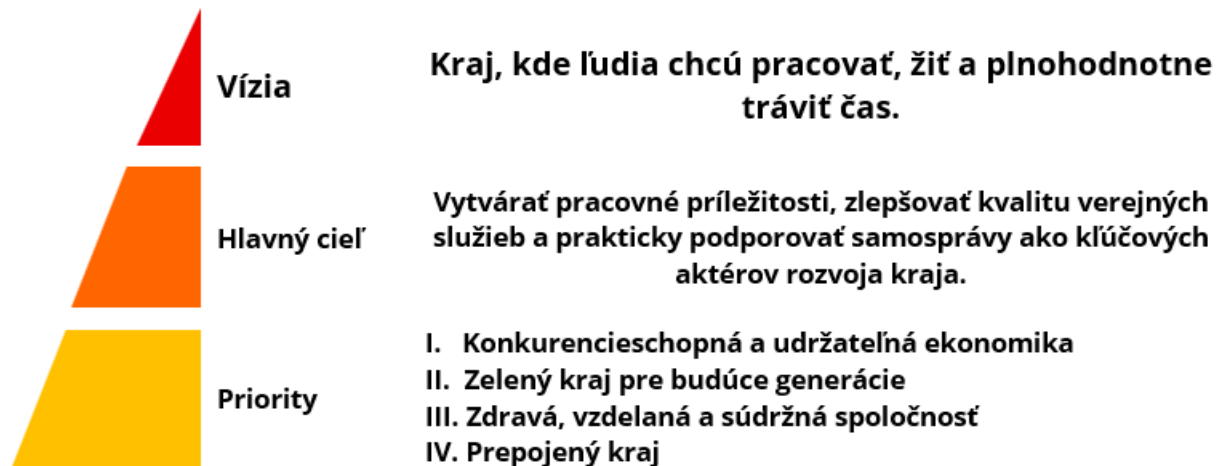 Vízia
Kraj, kde ľudia chcú pracovať, žiť a plnohodnotne
tráviť čas.
Hlavný cieľ
Vytvárať pracovné príležitosti, zlepšovať kvalitu verejných
služieb a prakticky podporovať samosprávy ako kľúčových
aktérov rozvoja kraja.
Priority
I. Konkurencieschopná a udržateľná ekonomika
II. Zelený kraj pre budúce generácie
III. Zdravá, vzdelaná a súdržná spoločnosť
IV. Prepojený kraj